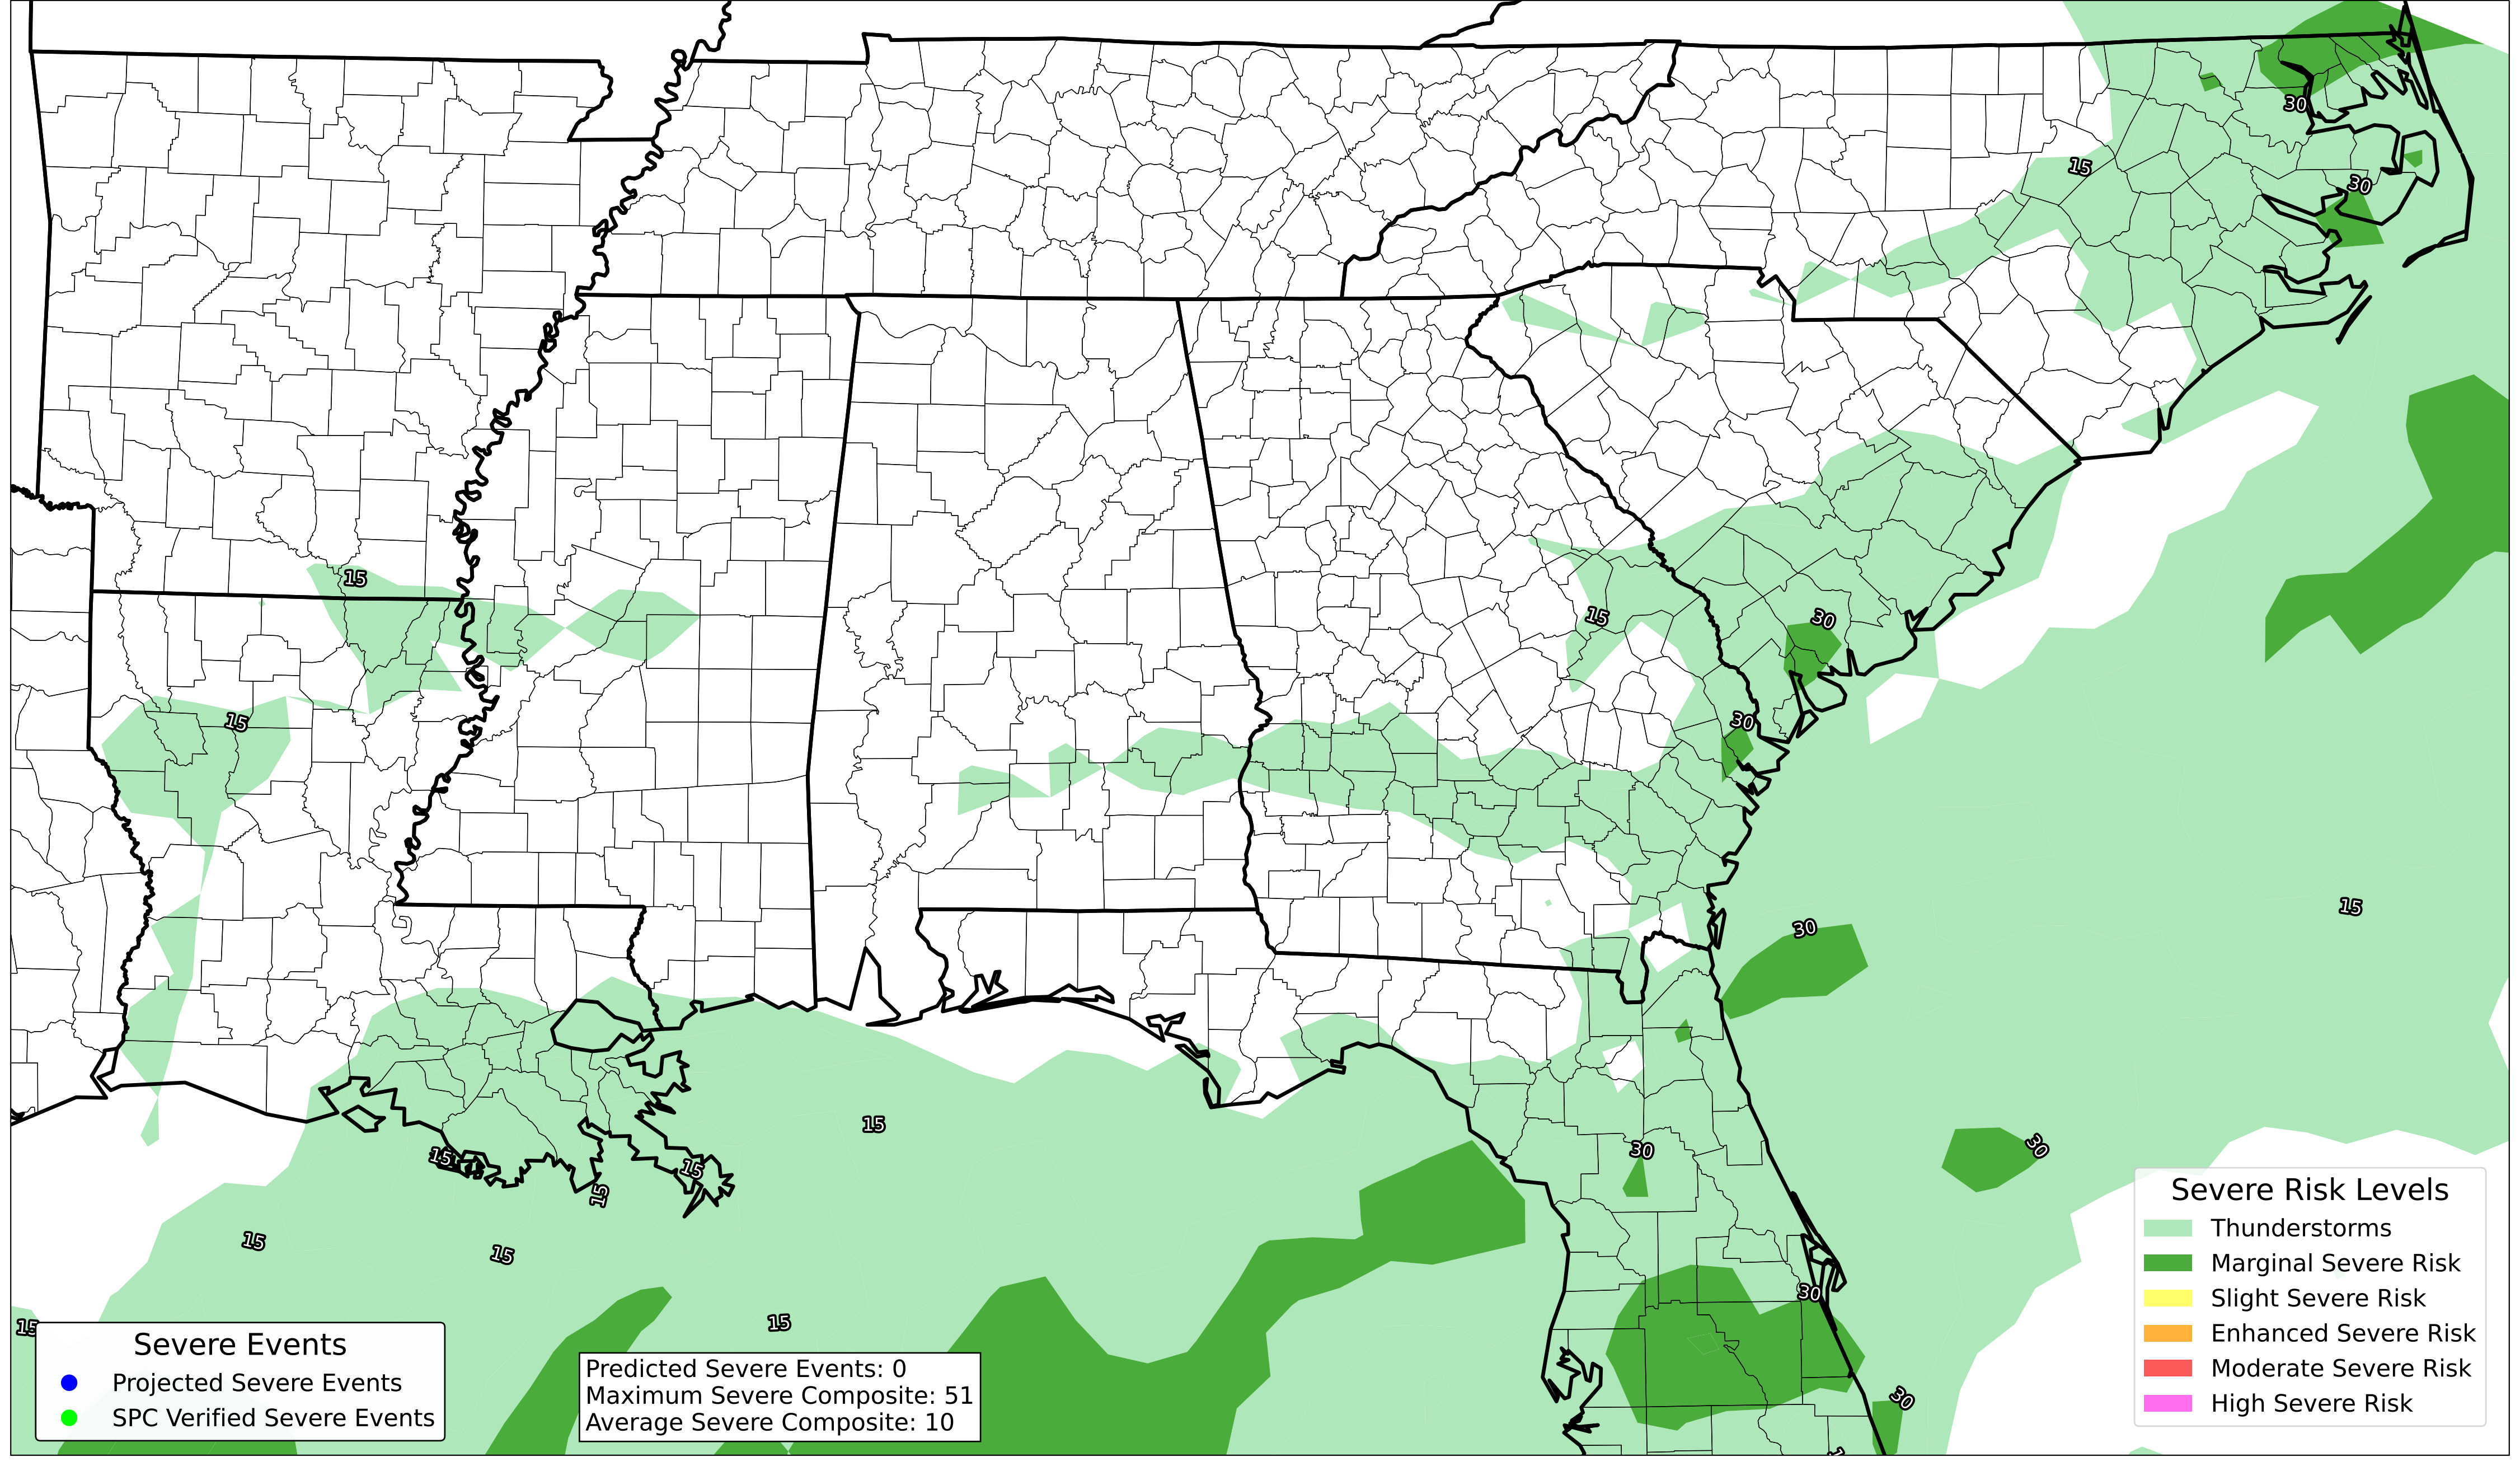 30
15
30
15
30
15
30
15
30
15
30
15
30
15
15
15
15
15
30
30
15
15
30
30
Severe Events
Projected Severe Events
SPC Verified Severe Events
Predicted Severe Events: 0
Maximum Severe Composite: 51
Average Severe Composite: 10
Severe Risk Levels
Thunderstorms
Marginal Severe Risk
Slight Severe Risk
Enhanced Severe Risk
Moderate Severe Risk
High Severe Risk